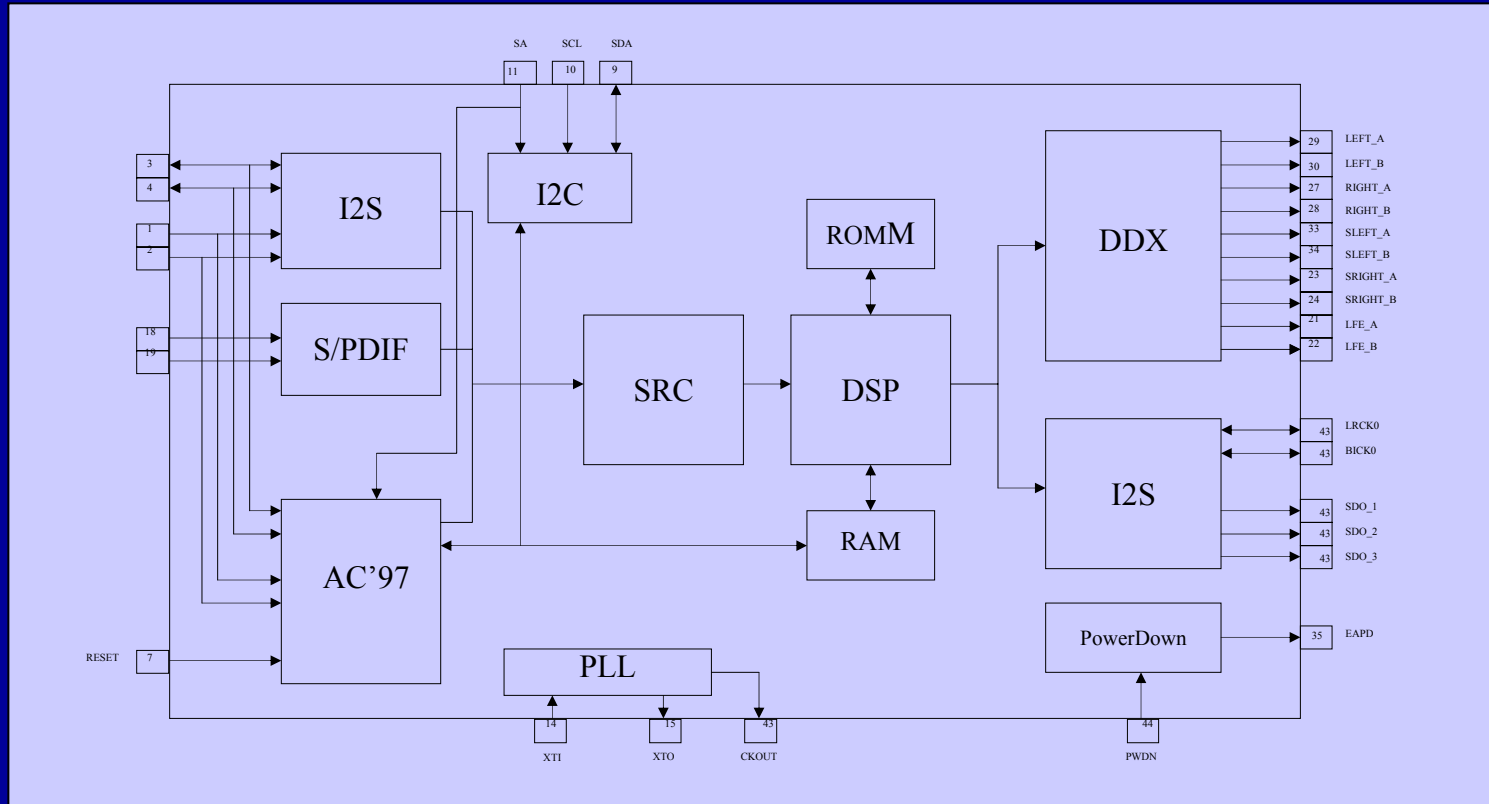 SA SCL SDA
11 10 9
3
4
1
2
18
19
RESET 7
I2S
I2C
S/PDIF
AC’97
SRC
ROMM
DSP
RAM
PLL
DDX
I2S
PowerDown
29 LEFT_A
30 LEFT_B
27 RIGHT_A
28 RIGHT_B
33 SLEFT_A
34 SLEFT_B
23 SRIGHT_A
24 SRIGHT_B
21 LFE_A
22 LFE_B
43 LRCK0
43 BICK0
43 SDO_1
43 SDO_2
43 SDO_3
35 EAPD
14 15 43 44
XTI XTO CKOUT PWDN